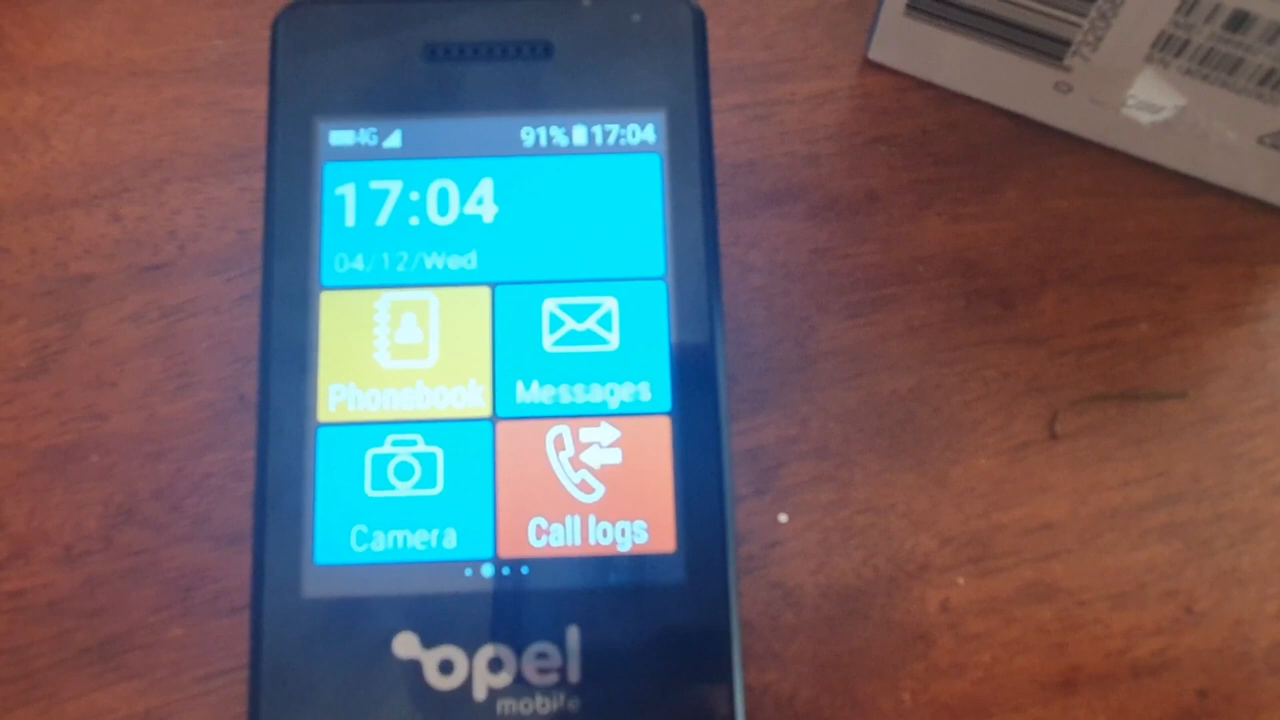 4G 91% 17:04
17:04
04/12/Wed
Phonebook Messages
Camera Call logs
opel
mobile